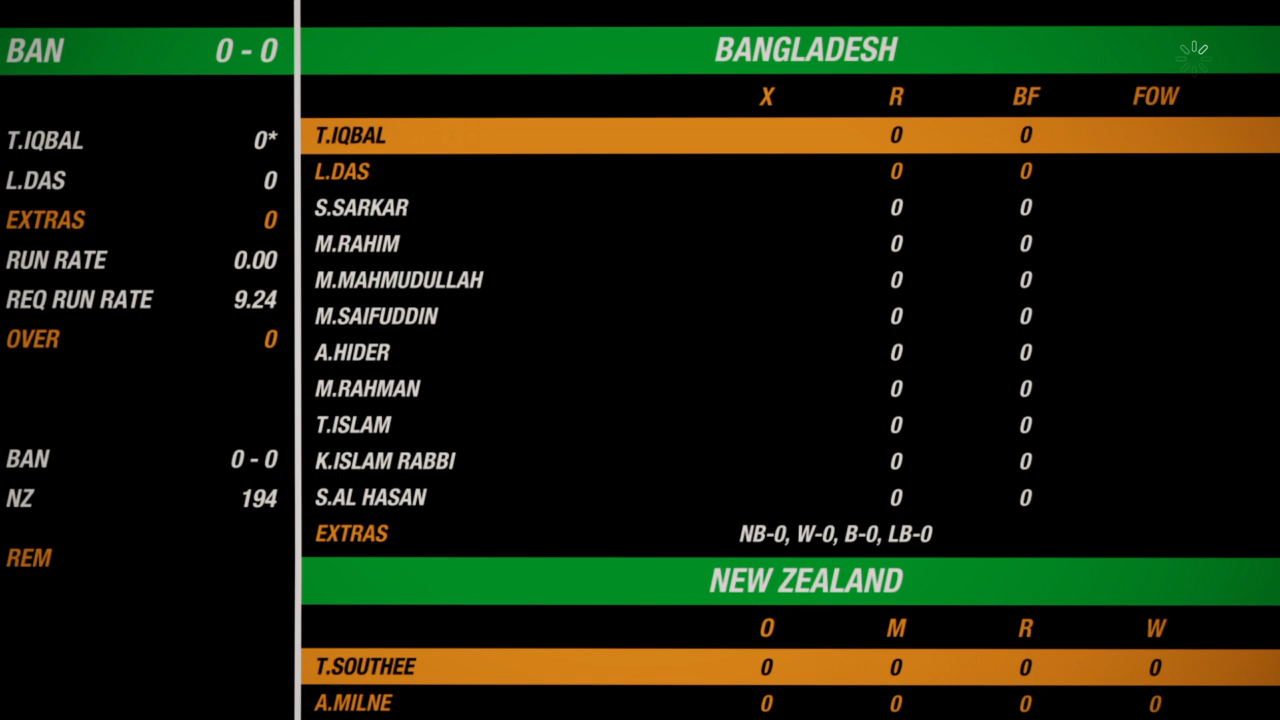 BAN 0 - 0
T.IQBAL 0*
L.DAS 0
EXTRAS 0
RUN RATE 0.00
REQ RUN RATE 9.24
OVER 0
BAN 0 - 0
NZ 194
REM
BANGLADESH
X R BF FOW
T.IQBAL 0 0
L.DAS 0 0
S.SARKAR 0 0
M.RAHIM 0 0
M.MAHMUDULLAH 0 0
M.SAIFUDDIN 0 0
A.HIDER 0 0
M.RAHMAN 0 0
T.ISLAM 0 0
K.ISLAM RABBI 0 0
S.AL HASAN 0 0
EXTRAS NB-0, W-0, B-0, LB-0
NEW ZEALAND
O M R W
T.SOUTHEE 0 0 0 0
A.MILNE 0 0 0 0